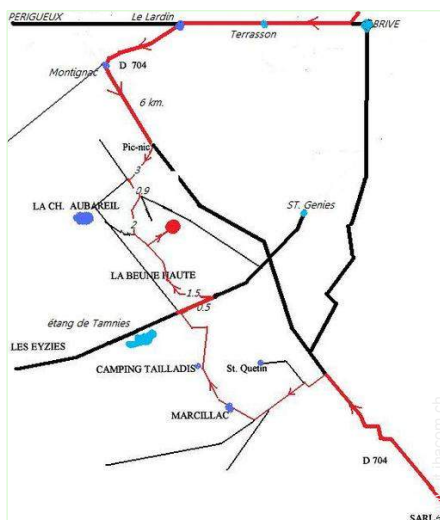 PERIGUEUX
Le Lardin
Terrasson
BRIVE
Montignac
D 704
6 km.
Pic-nic
3
0.9
LA CH. AUBAREIL
2
ST. Genies
LA BEUNE HAUTE
1.5
0.5
étang de Tamnies
LES EYZIES
CAMPING TAILLADIS
St. Quetin
MARCILLAC
D 704